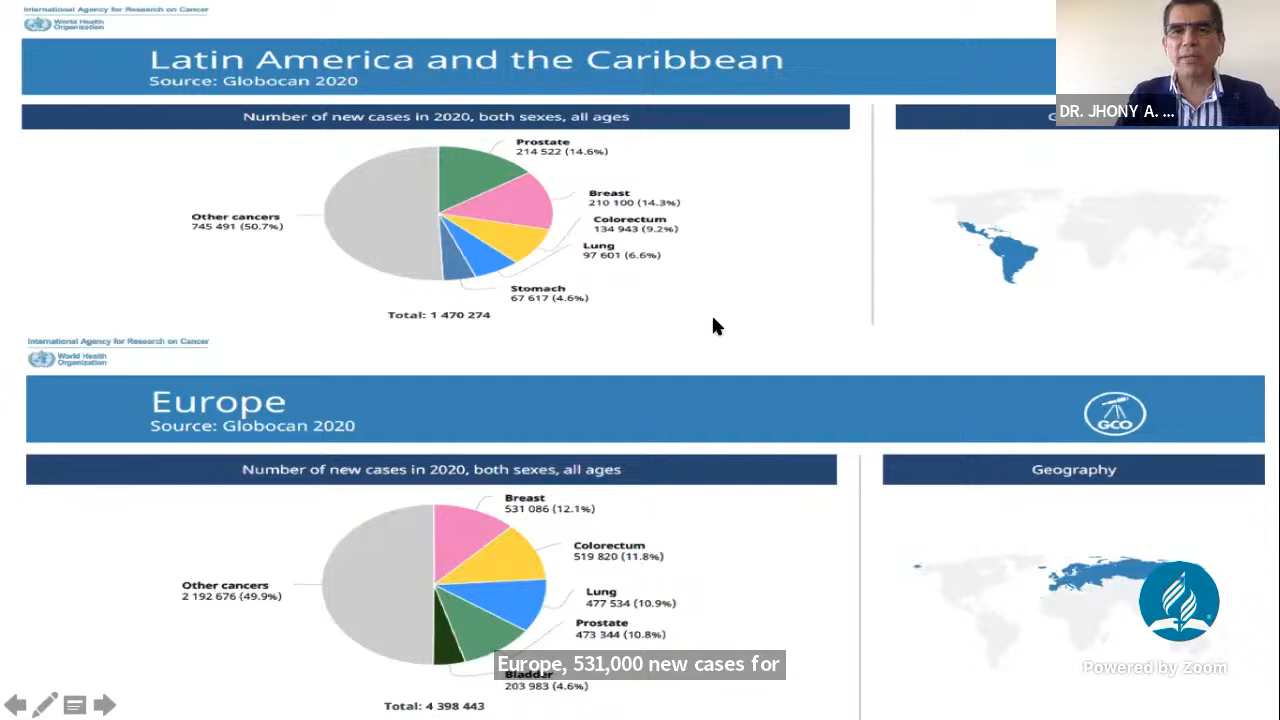 International Agency for Research on Cancer
World Health
Organization
Latin America and the Caribbean
Source: Globocan 2020
DR. JHONY A. ...
Number of new cases in 2020, both sexes, all ages
G
Prostate
214 522 (14.6%)
Breast
210 100 (14.3%)
Colorectum
134 943 (9.2%)
Other cancers
745 491 (50.7%)
Lung
97 601 (6.6%)
Stomach
67 617 (4.6%)
Total: 1 470 274
International Agency for Research on Cancer
World Health
Organization
Europe
Source: Globocan 2020
GCO
Number of new cases in 2020, both sexes, all ages
Geography
Breast
531 086 (12.1%)
Colorectum
519 820 (11.8%)
Other cancers
2 192 676 (49.9%)
Lung
477 534 (10.9%)
Prostate
473 344 (10.8%)
Europe, 531,000 new cases for
Bladder
203 983 (4.6%)
Total: 4 398 443
Powered by Zoom